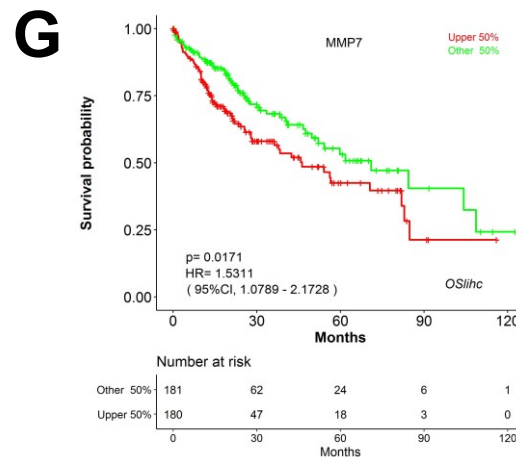 G
MMP7
Upper 50%
Other 50%
Survival probability
1.00
0.75
0.50
0.25
0.00
p= 0.0171
HR= 1.5311
( 95%CI, 1.0789 - 2.1728 )
OSlihc
0 30 60 90 120
Months
Number at risk
Other 50% 181 62 24 6 1
Upper 50% 180 47 18 3 0
0 30 60 90 120
Months